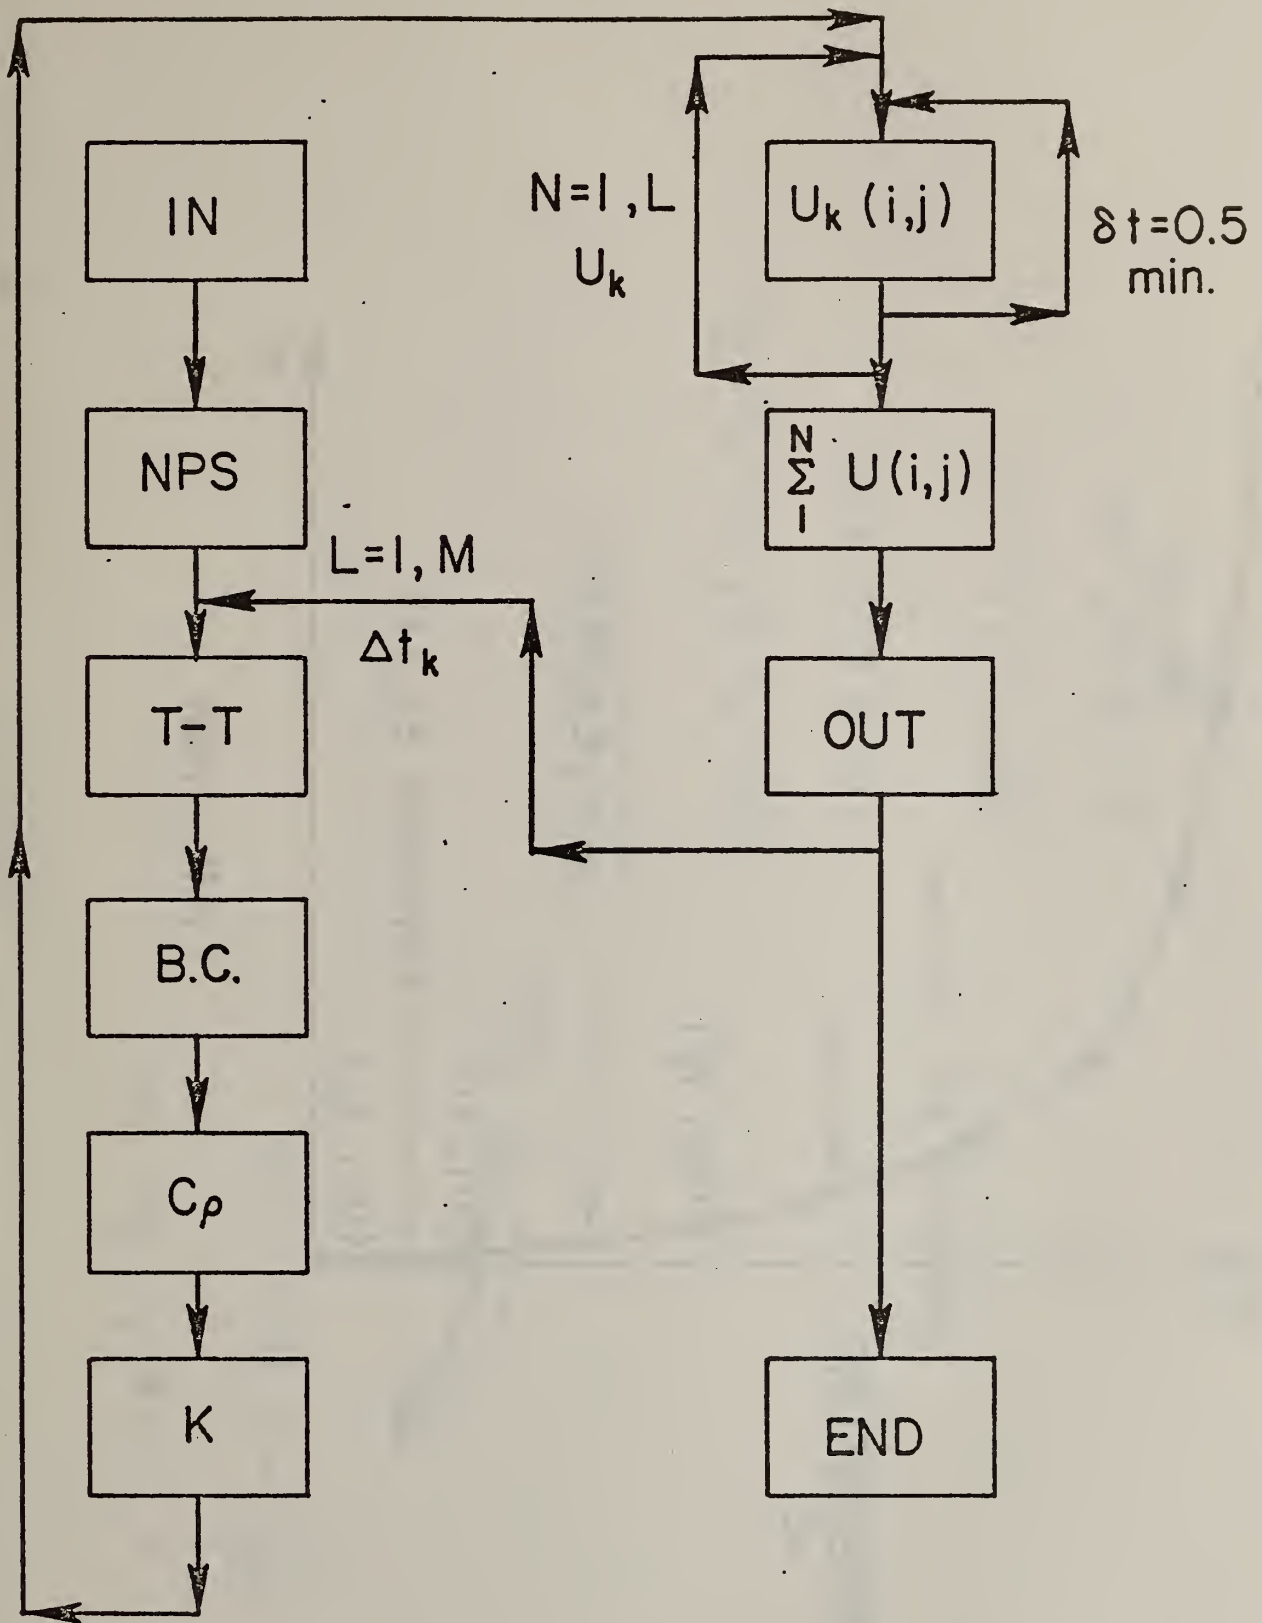 IN
NPS
L=1, M
Δt_k
T-T
B.C.
Cρ
K
N=1, L
U_k
U_k (i,j)
δt=0.5
min.
N
Σ U(i,j)
1
OUT
END